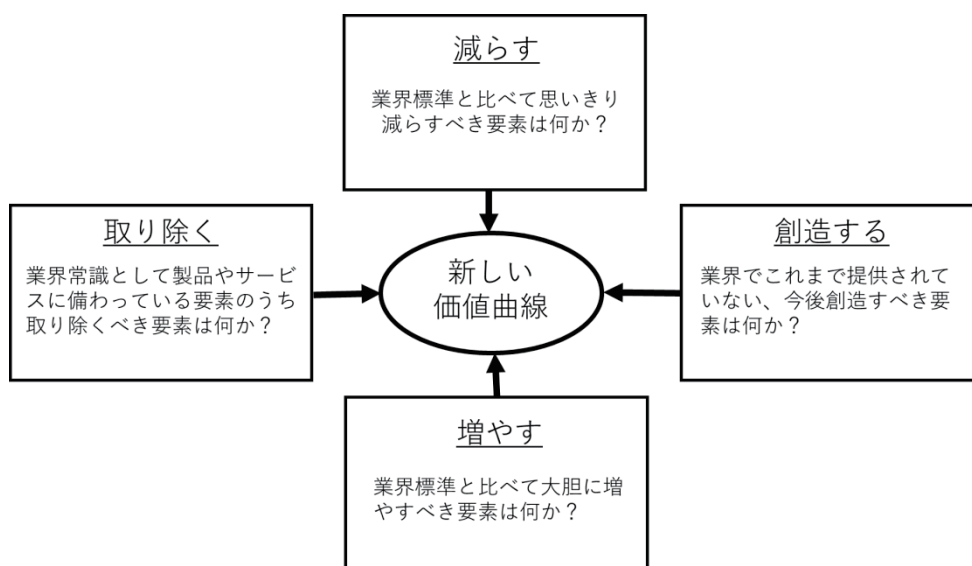 減らす
業界標準と比べて思いきり
減らすべき要素は何か？
取り除く
業界常識として製品やサービ
スに備わっている要素のうち
取り除くべき要素は何か？
新しい
価値曲線
創造する
業界でこれまで提供されて
いない、今後創造すべき要
素は何か？
増やす
業界標準と比べて大胆に増
やすべき要素は何か？